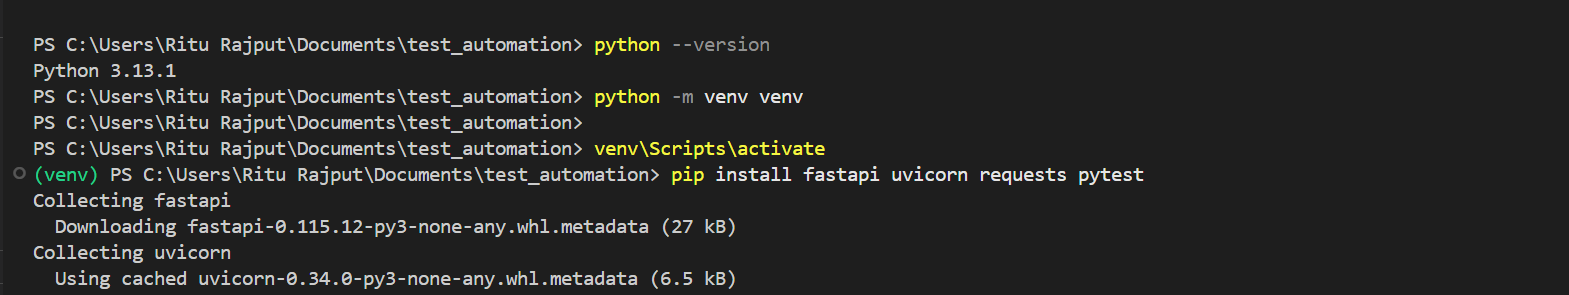 PS C:\Users\Ritu Rajput\Documents\test_automation> python --version
Python 3.13.1
PS C:\Users\Ritu Rajput\Documents\test_automation> python -m venv venv
PS C:\Users\Ritu Rajput\Documents\test_automation>
PS C:\Users\Ritu Rajput\Documents\test_automation> venv\Scripts\activate
(venv) PS C:\Users\Ritu Rajput\Documents\test_automation> pip install fastapi uvicorn requests pytest
Collecting fastapi
  Downloading fastapi-0.115.12-py3-none-any.whl.metadata (27 kB)
Collecting uvicorn
  Using cached uvicorn-0.34.0-py3-none-any.whl.metadata (6.5 kB)